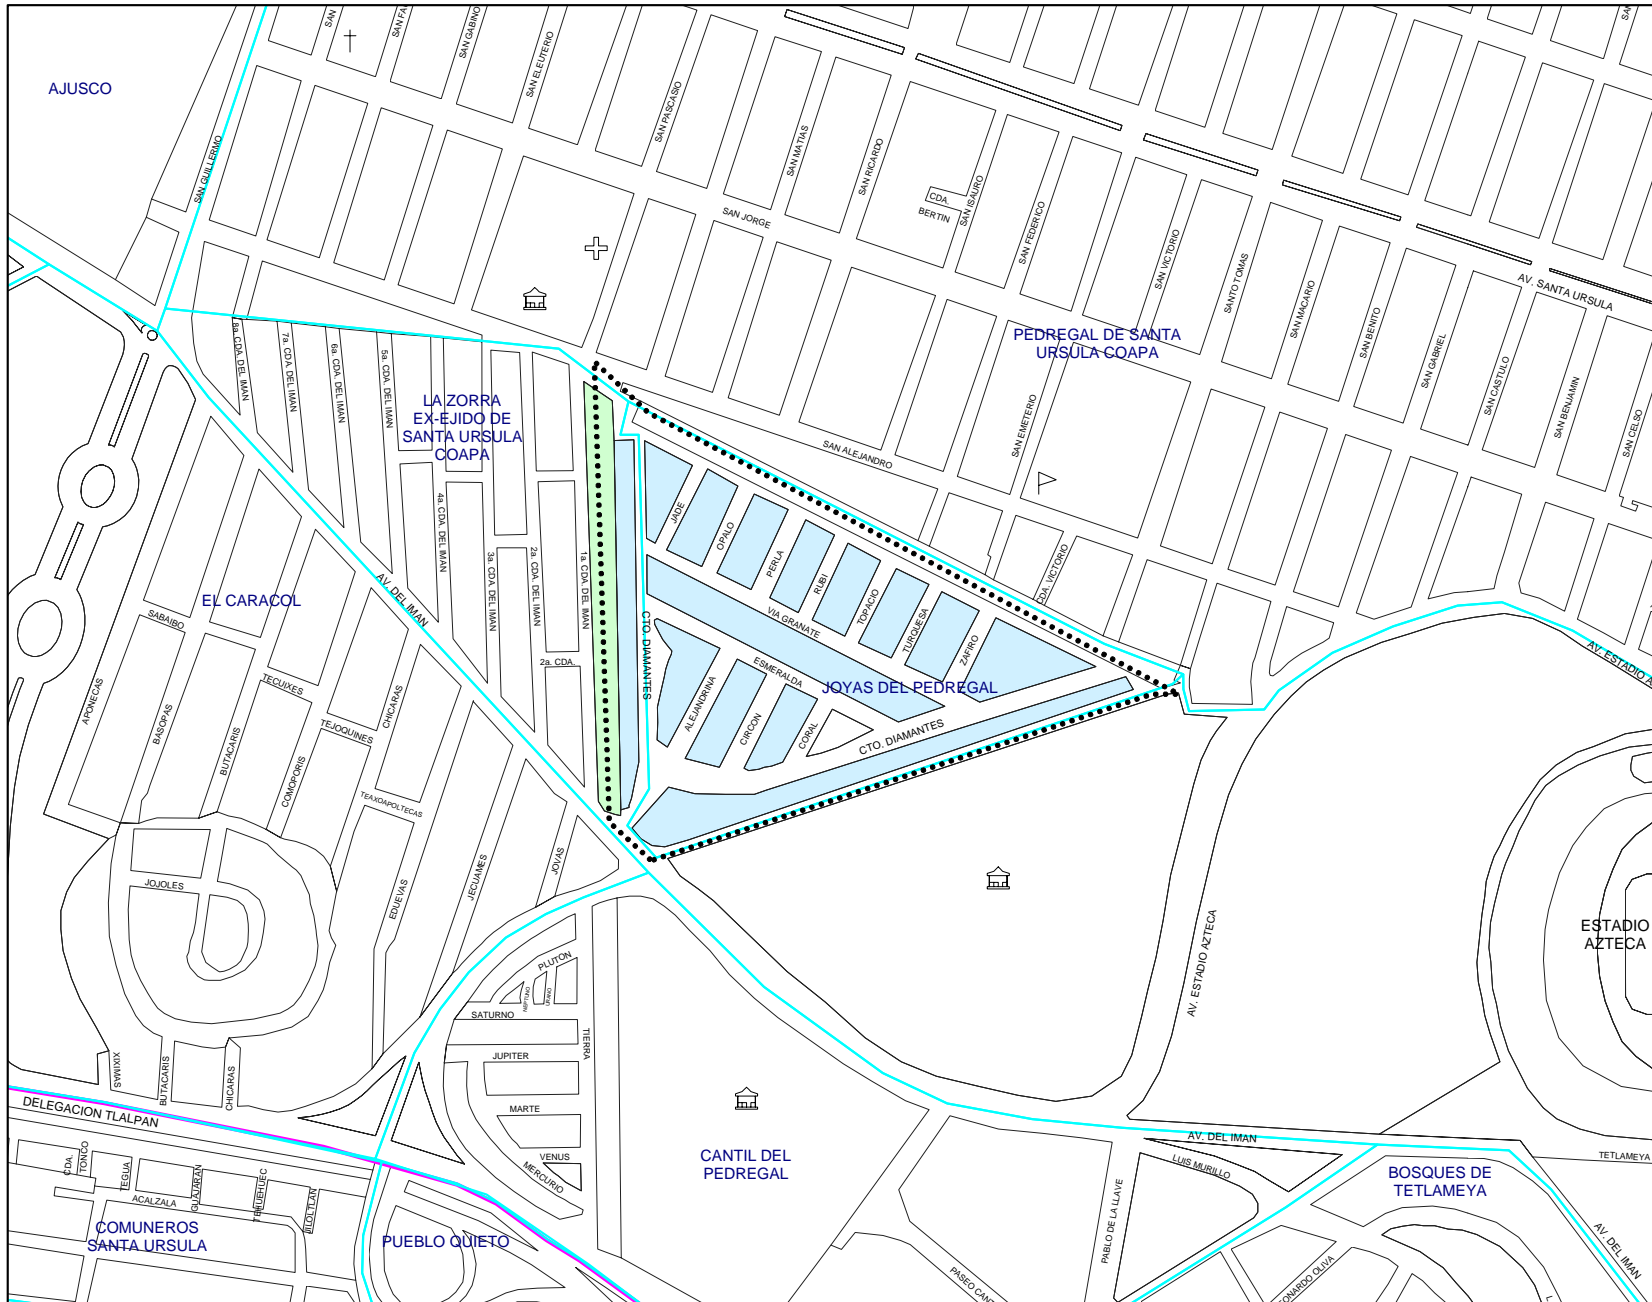 SAN GABINO
SAN ELEUTERIO
SAN PASCASIO
SAN MATIAS
SAN RICARDO
AJUSCO
SAN GUILLERMO
SAN JORGE
CDA.
BERTIN
SAN ISAURO
SAN FEDERICO
SAN VICTORIO
SANTO TOMAS
SAN MACARIO
SAN BENITO
SAN GABRIEL
SAN CASTULO
SAN BENJAMIN
SAN CELSO
AV. SANTA URSULA
PEDREGAL DE SANTA
URSULA COAPA
8a. CDA. DEL IMAN
7a. CDA. DEL IMAN
6a. CDA. DEL IMAN
5a. CDA. DEL IMAN
LA ZORRA
EX-EJIDO DE
SANTA URSULA
COAPA
4a. CDA. DEL IMAN
3a. CDA. DEL IMAN
2a. CDA. DEL IMAN
1a. CDA. DEL IMAN
2a. CDA.
SAN ALEJANDRO
SAN EMETERIO
CDA. VICTORIO
JADE
OPALO
PERLA
RUBI
TOPACIO
TURQUESA
ZAFIRO
VIA GRANATE
ESMERALDA
JOYAS DEL PEDREGAL
ALEJANDRINA
CIRCON
CORAL
CTO. DIAMANTES
CTO. DIAMANTES
AV. DEL IMAN
EL CARACOL
SABAIBO
APONECAS
BASOPAS
BUTACARIS
COMOPORIS
TECUIXES
TEJOQUINES
CHICARAS
TEAXOAPOLTECAS
JOJOLES
EDUEVAS
JECUAMES
JOVAS
AV. ESTADIO A
ESTADIO
AZTECA
AV. ESTADIO AZTECA
PLUTON
NEPTUNO
URANO
SATURNO
JUPITER
TIERRA
MARTE
VENUS
MERCURIO
XIXIMAS
BUTACARIS
CHICARAS
DELEGACION TLALPAN
CDA.
TONCO
TEGUA
GUAJARAN
TEHUEHUEC
JILOLTLAN
ACALZALA
COMUNEROS
SANTA URSULA
PUEBLO QUIETO
CANTIL DEL
PEDREGAL
AV. DEL IMAN
LUIS MURILLO
PABLO DE LA LLAVE
BOSQUES DE
TETLAMEYA
TETLAMEYA
AV. DEL IMAN
ONARDO OLIVA
PASEO CANT